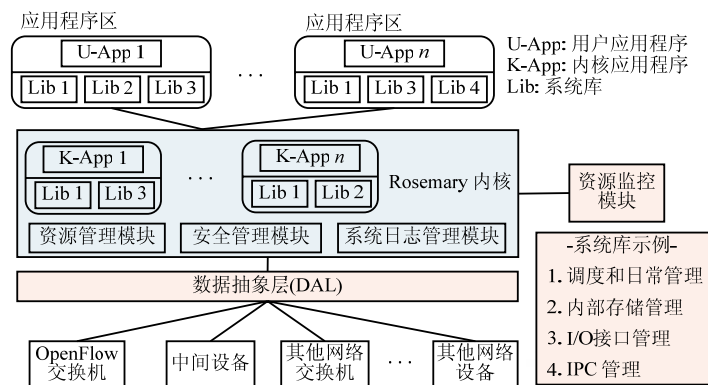 应用程序区
应用程序区
U-App 1
Lib 1 Lib 2 Lib 3
···
U-App n
Lib 1 Lib 3 Lib 4
U-App: 用户应用程序
K-App: 内核应用程序
Lib: 系统库
K-App 1
Lib 1 Lib 3
···
K-App n
Lib 1 Lib 2
Rosemary 内核
资源管理模块
安全管理模块
系统日志管理模块
资源监控
模块
数据抽象层(DAL)
-系统库示例-
1. 调度和日常管理
2. 内部存储管理
3. I/O接口管理
4. IPC 管理
OpenFlow
交换机
中间设备
其他网络
交换机
···
其他网络
设备